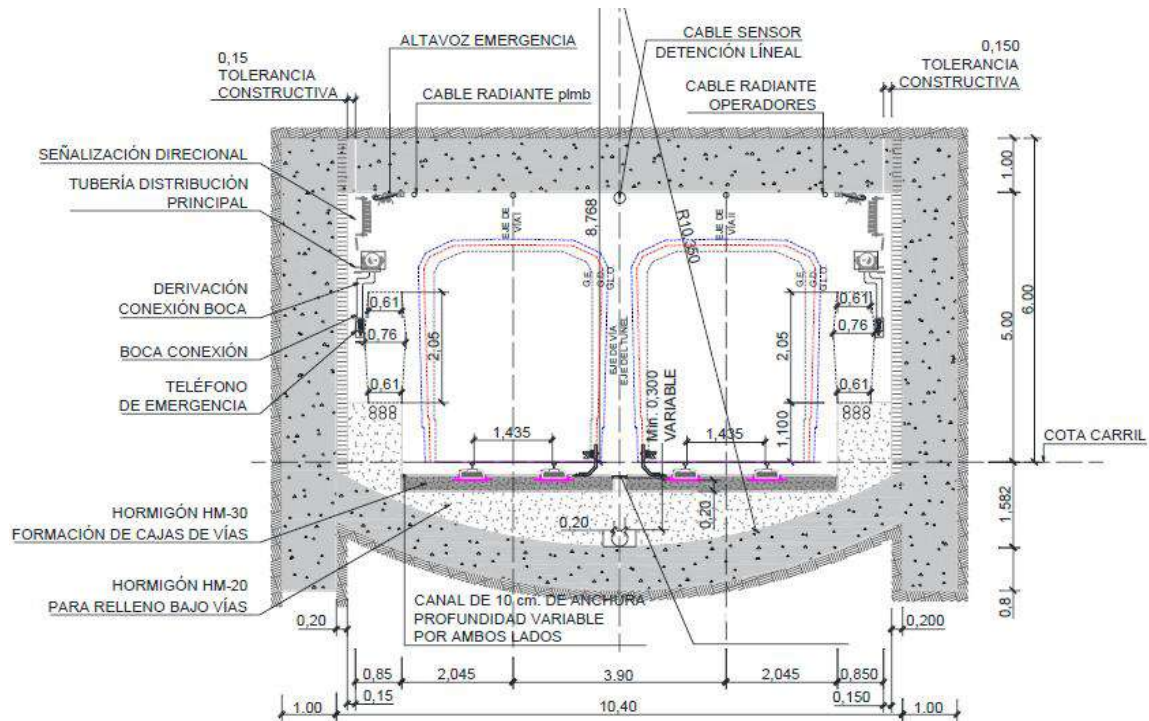 ALTAVOZ EMERGENCIA
CABLE SENSOR
DETENCIÓN LÍNEAL
0,15
TOLERANCIA
CONSTRUCTIVA
0,150
TOLERANCIA
CONSTRUCTIVA
CABLE RADIANTE plmb
CABLE RADIANTE
OPERADORES
SEÑALIZACIÓN DIRECIONAL
TUBERÍA DISTRIBUCIÓN
PRINCIPAL
DERIVACIÓN
CONEXIÓN BOCA
BOCA CONEXIÓN
TELÉFONO
DE EMERGENCIA
EJE DE
VÍA I
8,768
R10,350
EJE DE
VÍA II
G.E.
G.D.
G.L.O.
G.E.
G.D.
G.L.O.
1.00
6.00
5.00
0,61
0,76
2,05
0,61
888
EJE DE VÍA
EJE DEL TUNEL
Mín. 0,300
VARIABLE
0,61
0,76
2,05
0,61
888
1,100
1,435
1,435
COTA CARRIL
1,582
0,8
0,20
0,20
HORMIGÓN HM-30
FORMACIÓN DE CAJAS DE VÍAS
HORMIGÓN HM-20
PARA RELLENO BAJO VÍAS
CANAL DE 10 cm. DE ANCHURA
PROFUNDIDAD VARIABLE
POR AMBOS LADOS
0,20
0,200
0,85
2,045
3.90
2,045
0,850
0,15
0,150
1.00
10,40
1.00